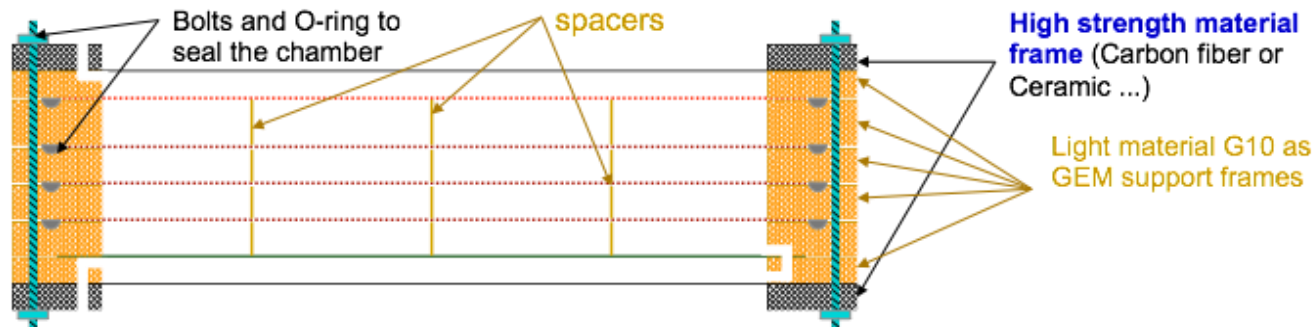 Bolts and O-ring to
seal the chamber
spacers
High strength material
frame (Carbon fiber or
Ceramic ...)
Light material G10 as
GEM support frames